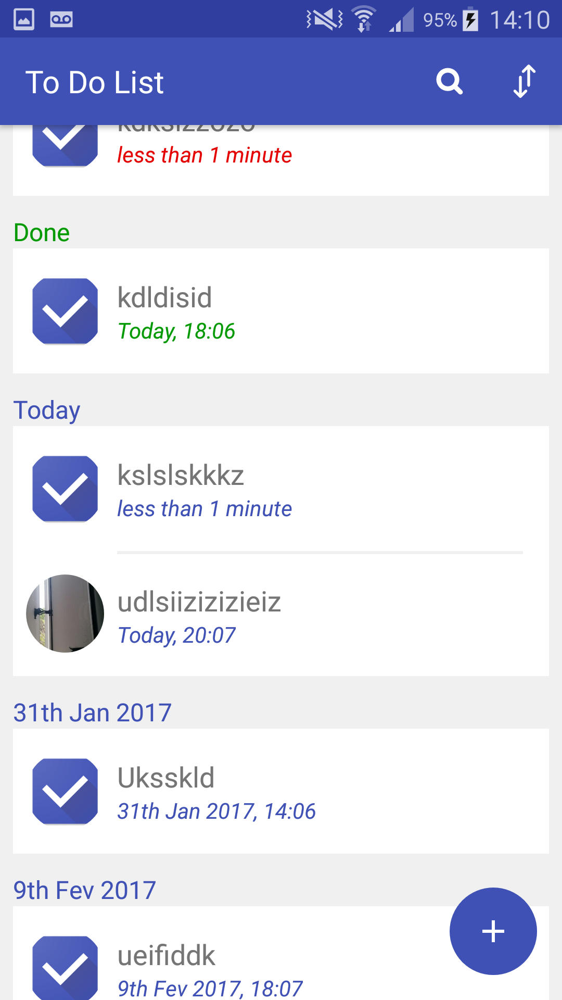 95% 14:10
To Do List
less than 1 minute
Done
kdldisid
Today, 18:06
Today
kslslskkkz
less than 1 minute
udlsiizizizieiz
Today, 20:07
31th Jan 2017
Uksskld
31th Jan 2017, 14:06
9th Fev 2017
ueifiddk
9th Fev 2017, 18:07